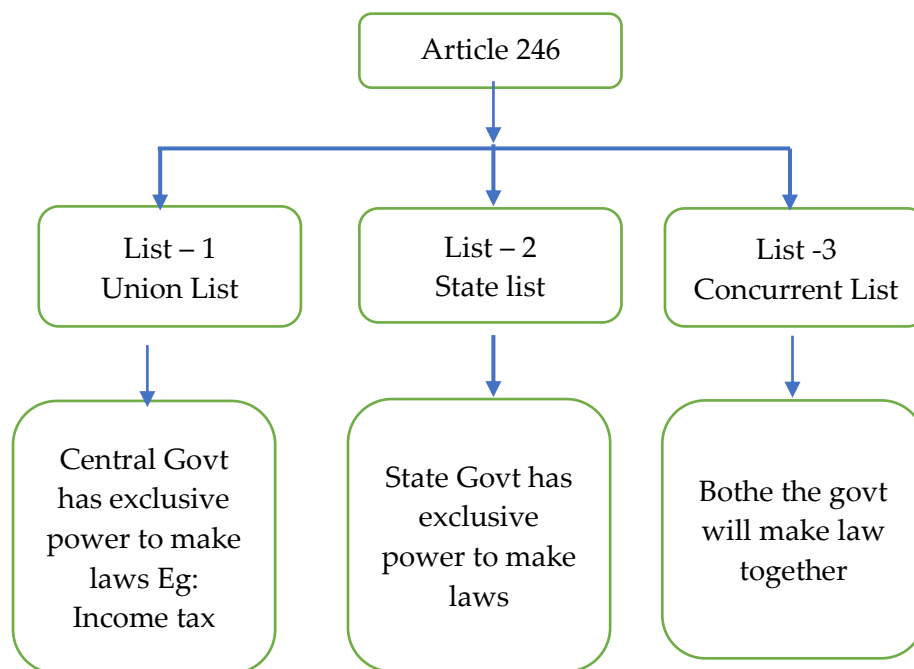 Article 246
List – 1
Union List
List – 2
State list
List -3
Concurrent List
Central Govt
has exclusive
power to make
laws Eg:
Income tax
State Govt has
exclusive
power to make
laws
Bothe the govt
will make law
together